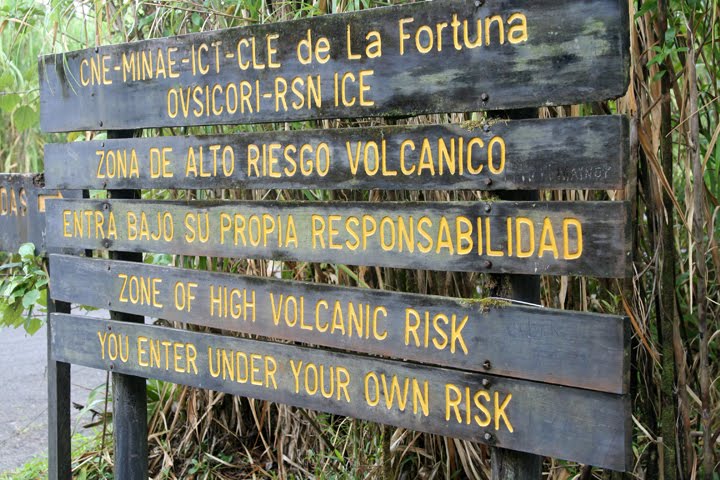 CNE-MINAE-ICT-CLE de La Fortuna
OVSICORI-RSN ICE
ZONA DE ALTO RIESGO VOLCANICO
ENTRA BAJO SU PROPIA RESPONSABILIDAD
ZONE OF HIGH VOLCANIC RISK
YOU ENTER UNDER YOUR OWN RISK
DAS